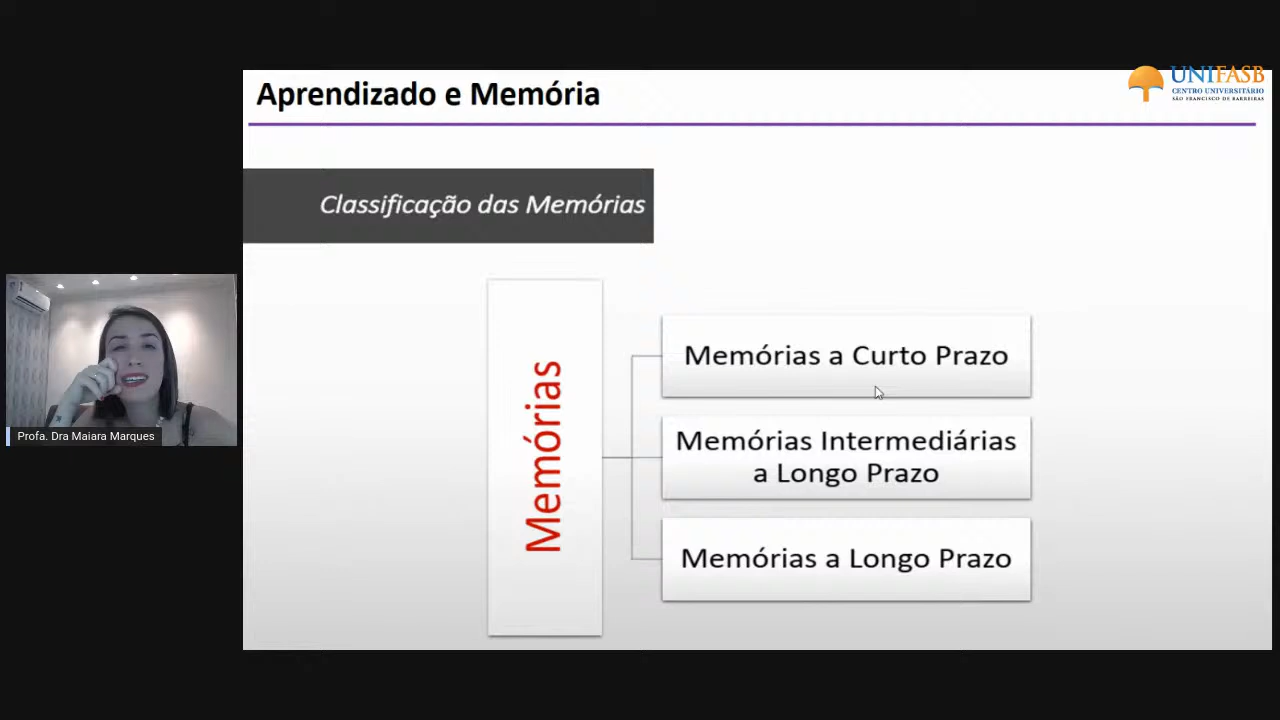 Aprendizado e Memória
UNIFASB
CENTRO UNIVERSITÁRIO
SÃO FRANCISCO DE BARREIRAS
Classificação das Memórias
Memórias
Memórias a Curto Prazo
Memórias Intermediárias
a Longo Prazo
Memórias a Longo Prazo
Profa. Dra Maiara Marques